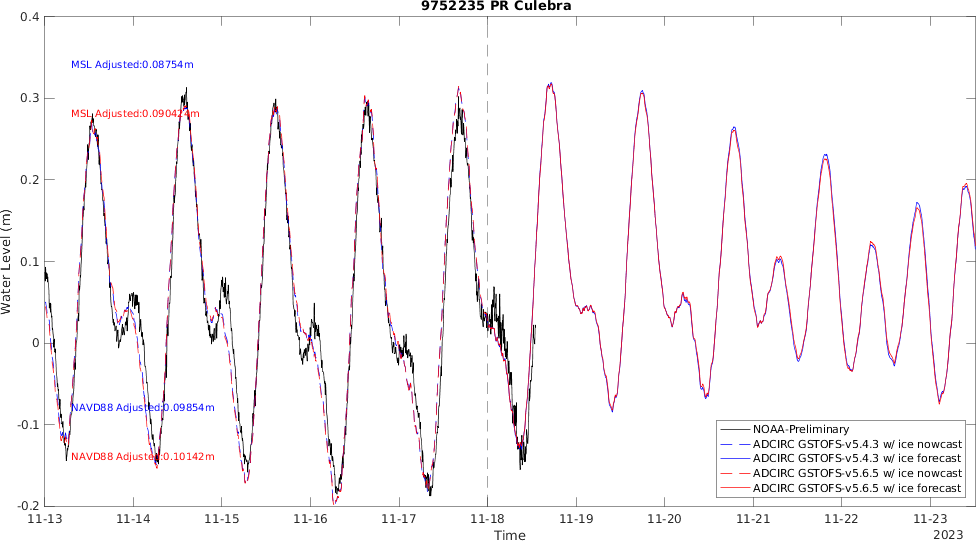 9752235 PR Culebra
0.4
0.3
0.2
0.1
0
-0.1
-0.2
Water Level (m)
MSL Adjusted:0.08754m
MSL Adjusted:0.090424m
NAVD88 Adjusted:0.09854m
NAVD88 Adjusted:0.10142m
NOAA-Preliminary
ADCIRC GSTOFS-v5.4.3 w/ ice nowcast
ADCIRC GSTOFS-v5.4.3 w/ ice forecast
ADCIRC GSTOFS-v5.6.5 w/ ice nowcast
ADCIRC GSTOFS-v5.6.5 w/ ice forecast
11-13 11-14 11-15 11-16 11-17 11-18 11-19 11-20 11-21 11-22 11-23
Time
2023